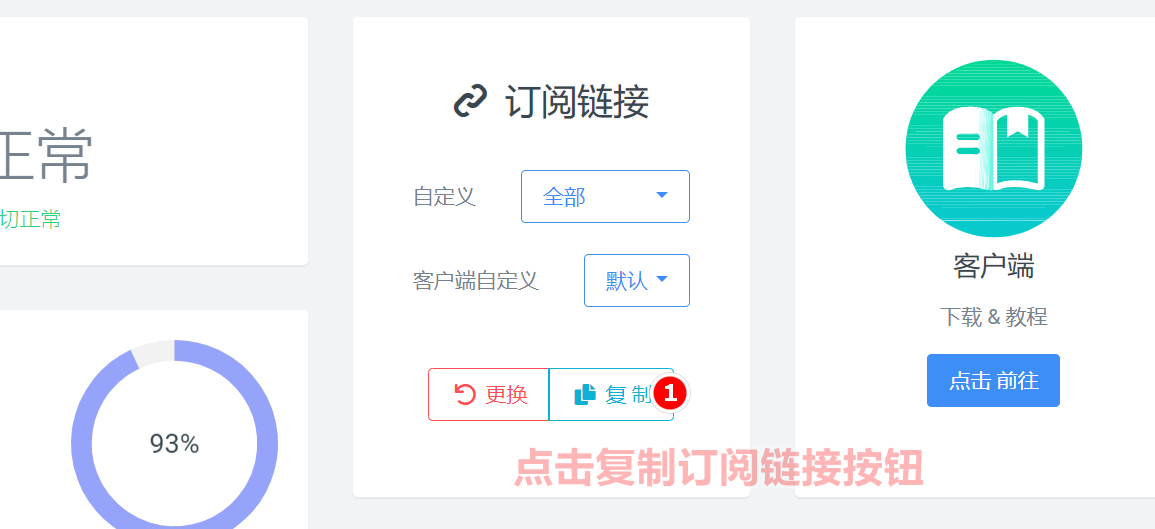 正常
切正常
93%
订阅链接
自定义 全部
客户端自定义 默认
更换 复制 1
点击复制订阅链接按钮
客户端
下载 & 教程
点击 前往